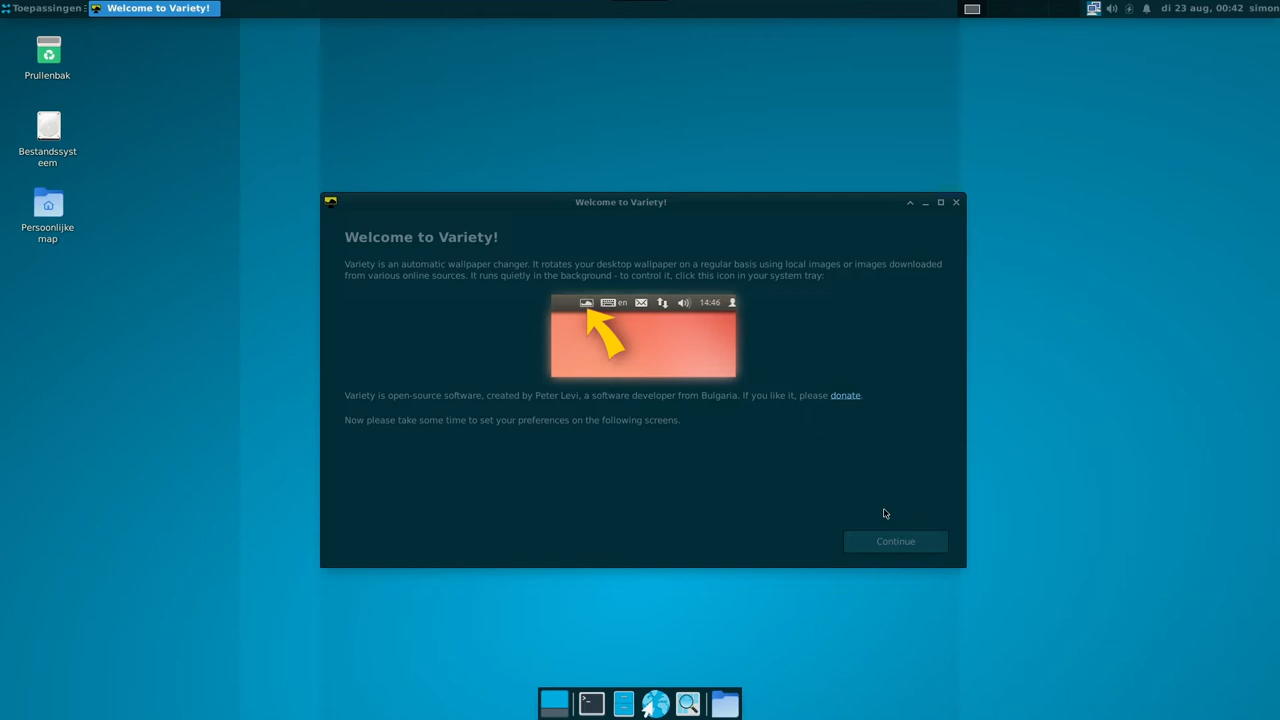 Toepassingen
Welcome to Variety!
di 23 aug, 00:42
simon
Prullenbak
Bestandssyst
eem
Persoonlijke
map
Welcome to Variety!
Welcome to Variety!
Variety is an automatic wallpaper changer. It rotates your desktop wallpaper on a regular basis using local images or images downloaded
from various online sources. It runs quietly in the background - to control it, click this icon in your system tray:
en
14:46
Variety is open-source software, created by Peter Levi, a software developer from Bulgaria. If you like it, please donate.
Now please take some time to set your preferences on the following screens.
Continue